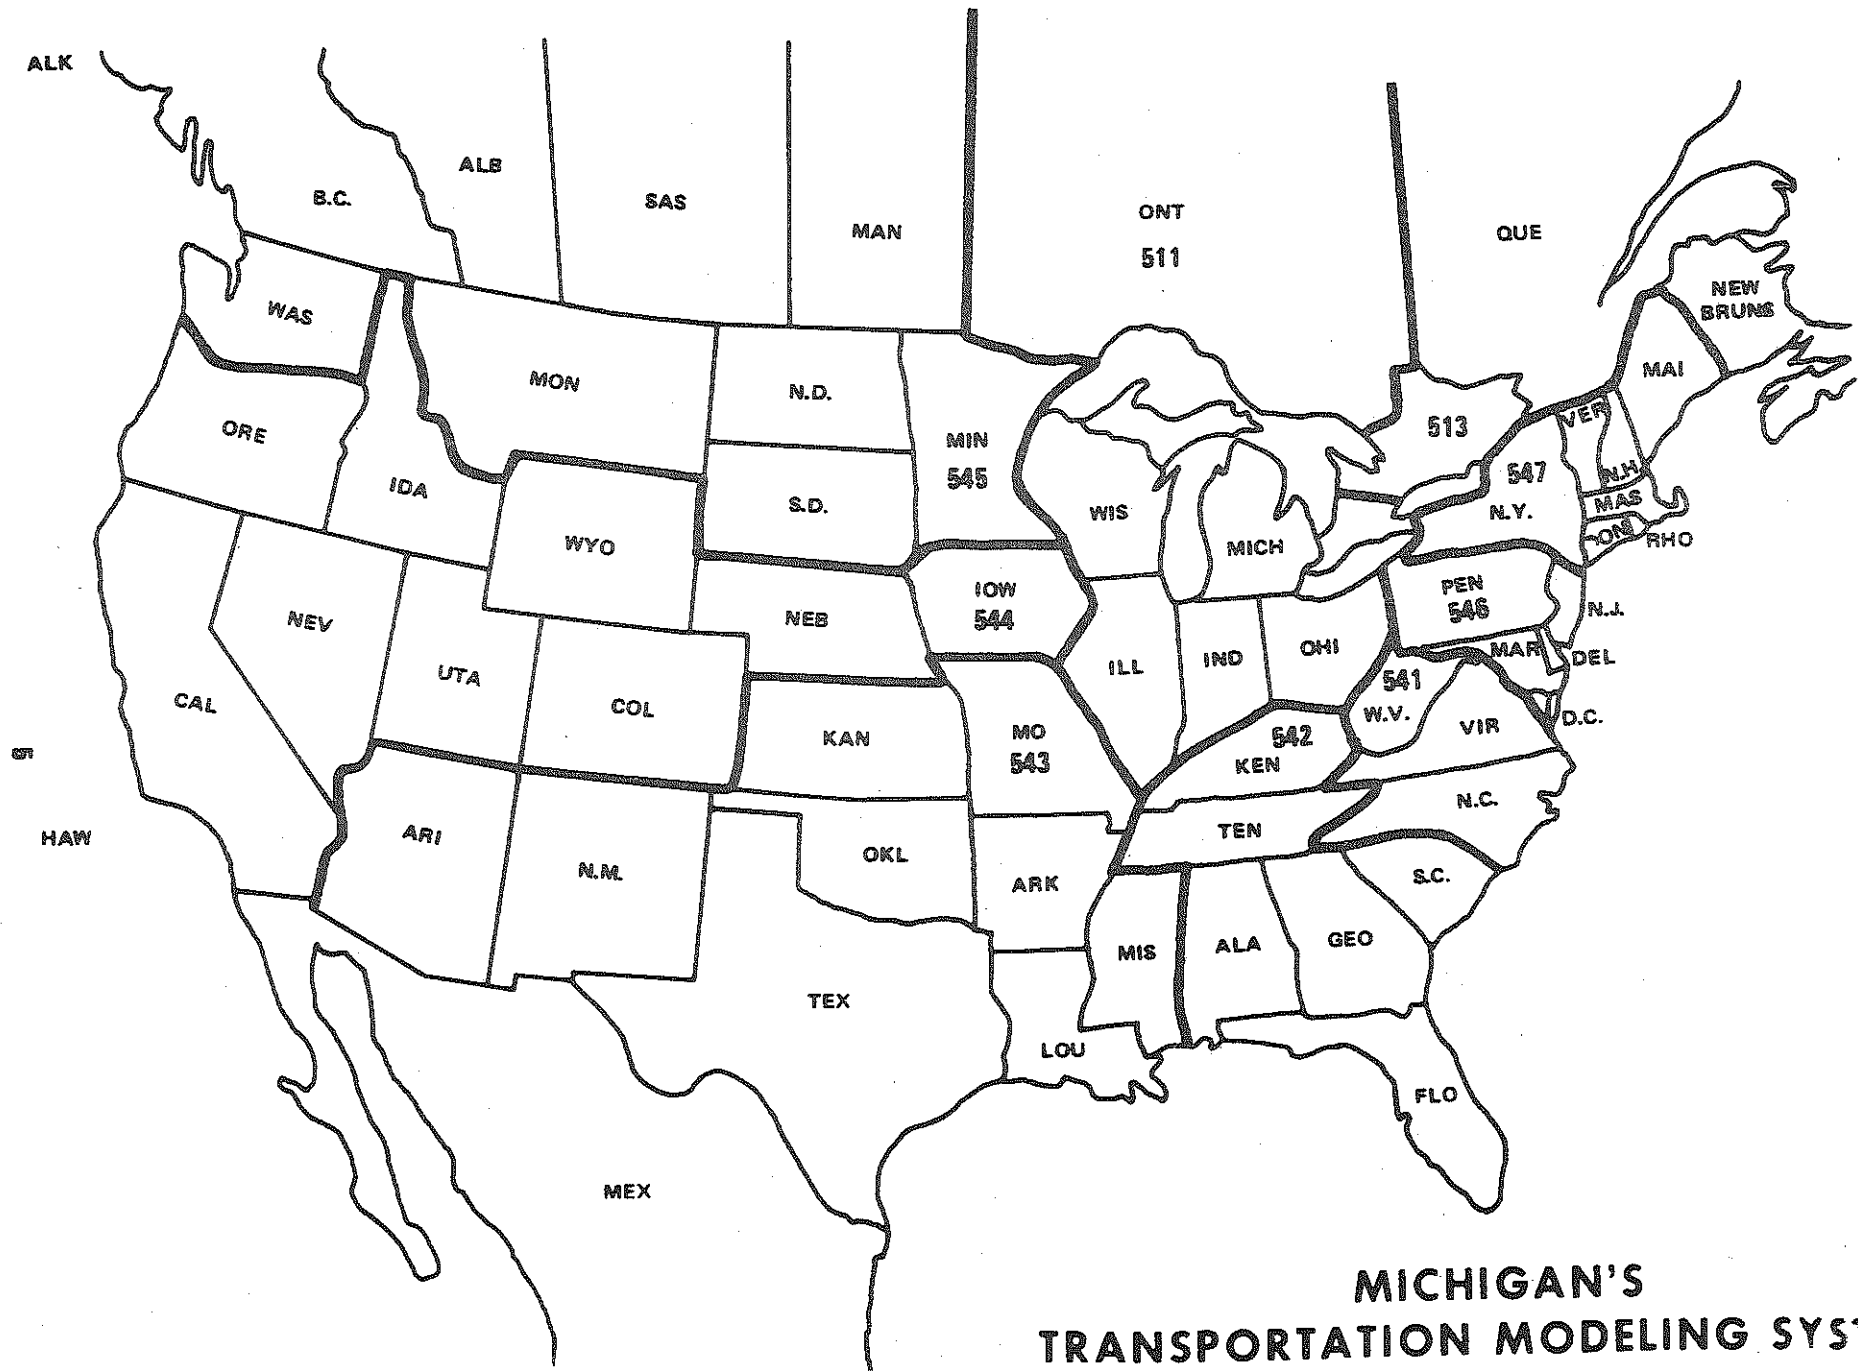 ALK
B.C.
ALB
SAS
MAN
ONT
511
QUE
NEW
BRUNS
WAS
MON
N.D.
MIN
545
513
MAI
VER
ORE
IDA
S.D.
WIS
MICH
547
N.Y.
N.H.
MAS
RHO
WYO
NEB
IOW
544
PEN
546
N.J.
NEV
UTA
COL
ILL
IND
OHI
MAR
DEL
541
W.V.
D.C.
CAL
KAN
MO
543
542
KEN
VIR
5
HAW
ARI
N.M.
OKL
ARK
TEN
N.C.
S.C.
TEX
LOU
MIS
ALA
GEO
FLO
MEX
MICHIGAN'S
TRANSPORTATION MODELING SYS